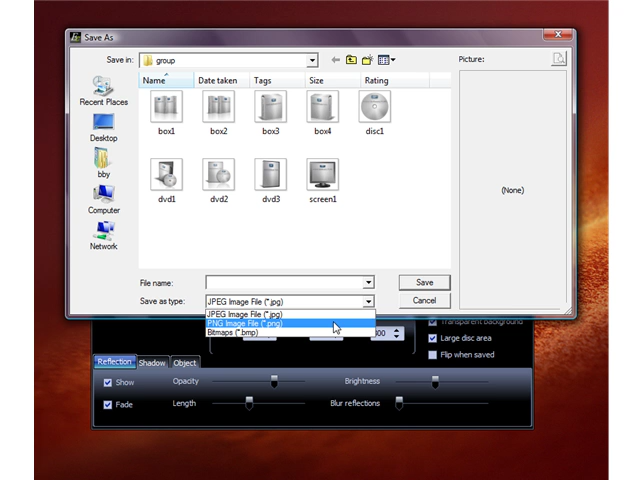 Save As
Save in: group
Picture:
Name Date taken Tags Size Rating
Recent Places
Desktop
bby
Computer
Network
box1 box2 box3 box4 disc1
dvd1 dvd2 dvd3 screen1
(None)
File name:
Save
Save as type: JPEG Image File (*.jpg)
Cancel
JPEG Image File (*.jpg)
PNG Image File (*.png)
Bitmaps (*.bmp)
Transparent background
Large disc area
Flip when saved
Reflection Shadow Object
Show Opacity Brightness
Fade Length Blur reflections